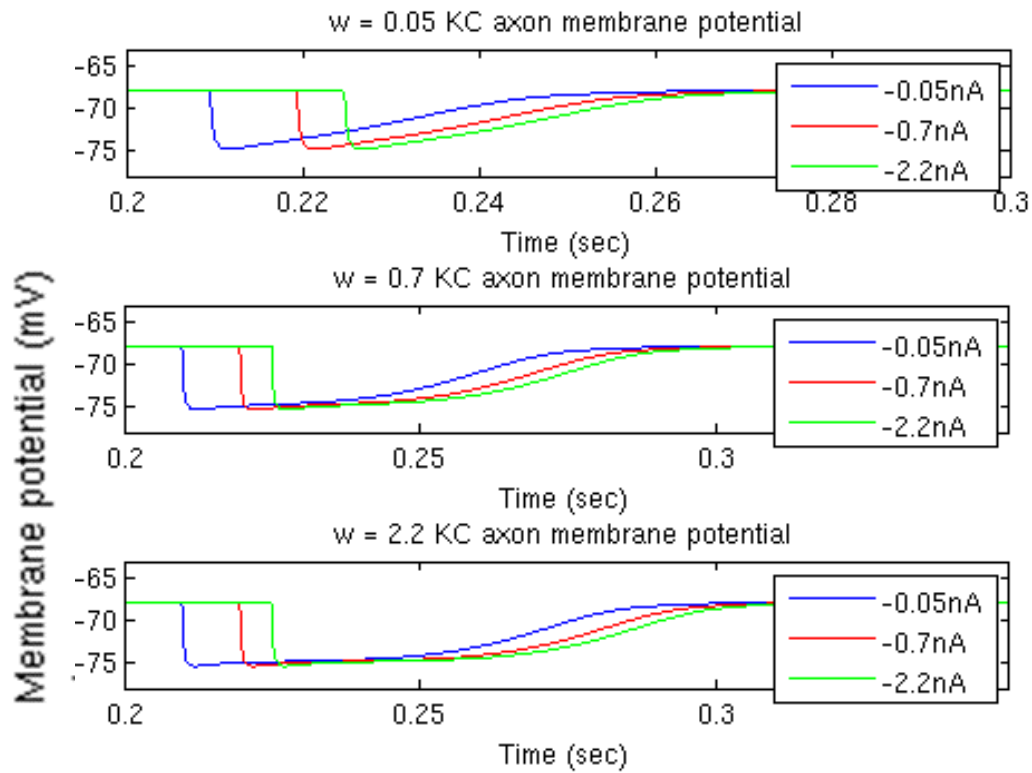 w = 0.05 KC axon membrane potential
-65
-70
-75
0.2 0.22 0.24 0.26 0.28 0.3
-0.05nA
-0.7nA
-2.2nA
Time (sec)
w = 0.7 KC axon membrane potential
-65
-70
-75
0.2 0.25 0.3
-0.05nA
-0.7nA
-2.2nA
Time (sec)
w = 2.2 KC axon membrane potential
-65
-70
-75
0.2 0.25 0.3
-0.05nA
-0.7nA
-2.2nA
Time (sec)
Membrane potential (mV)